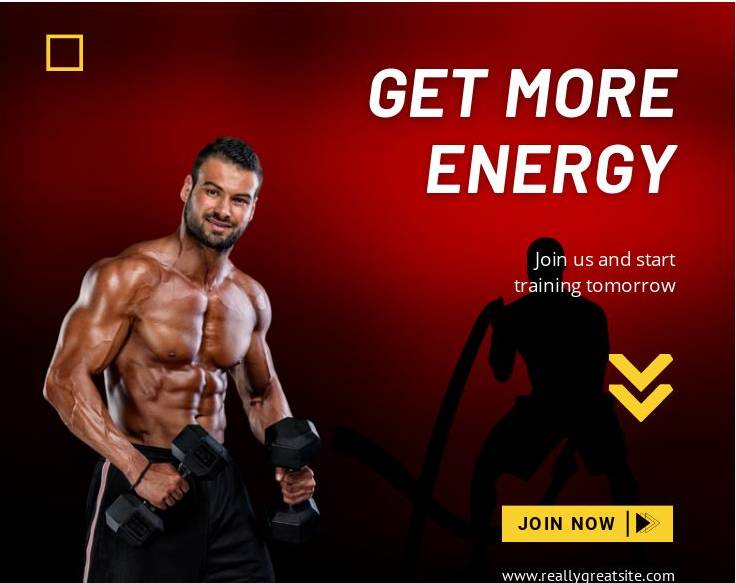 GET MORE
ENERGY
Join us and start
training tomorrow
JOIN NOW
www.reallygreatsite.com